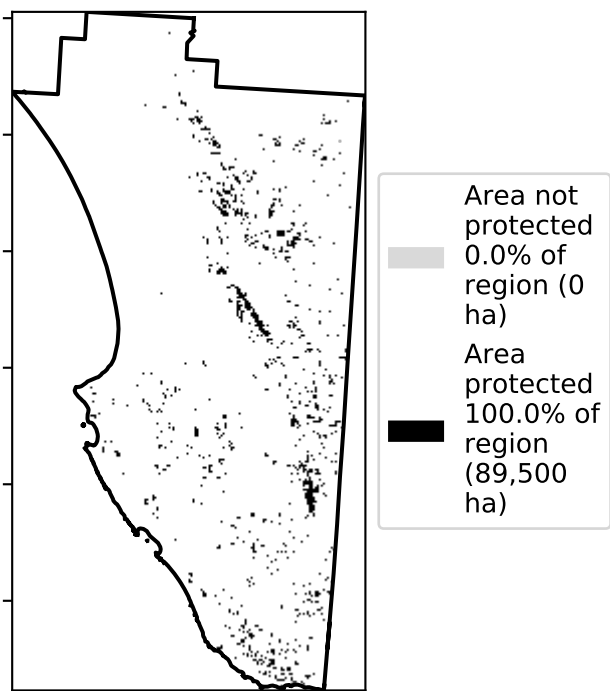 Area not
protected
0.0% of
region (0
ha)
Area
protected
100.0% of
region
(89,500
ha)